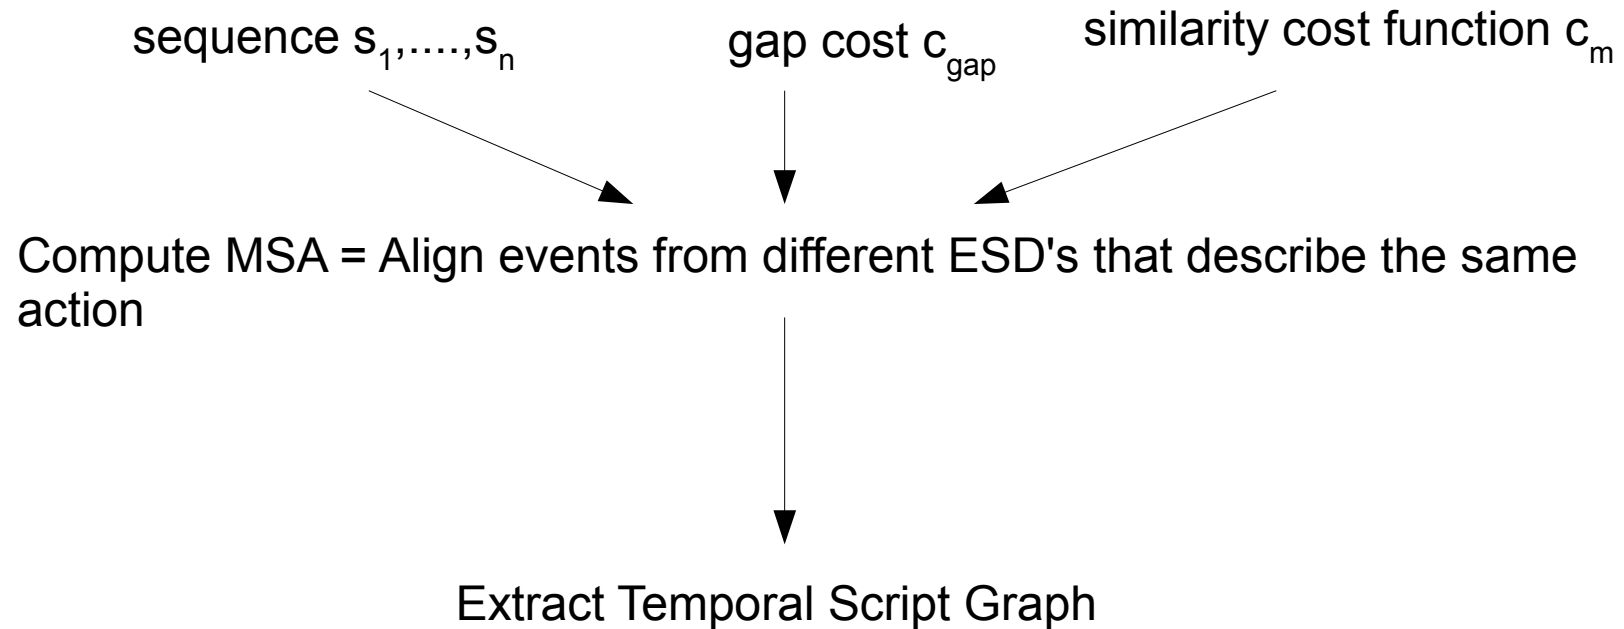 sequence s1,....,sn
gap cost cgap
similarity cost function cm
Compute MSA = Align events from different ESD's that describe the same
action
Extract Temporal Script Graph